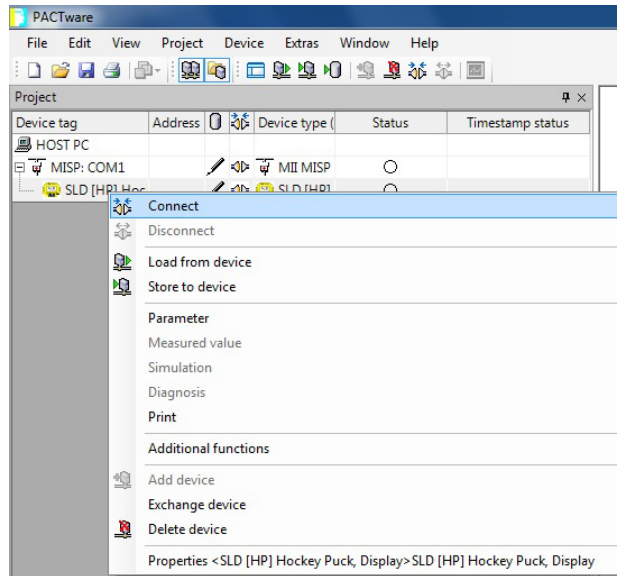 PACTware
File Edit View Project Device Extras Window Help
Project
Device tag Address Device type ( Status Timestamp status
HOST PC
MISP: COM1 MII MISP
SLD [HP] Hoc SLD [HP]
Connect
Disconnect
Load from device
Store to device
Parameter
Measured value
Simulation
Diagnosis
Print
Additional functions
Add device
Exchange device
Delete device
Properties <SLD [HP] Hockey Puck, Display>SLD [HP] Hockey Puck, Display